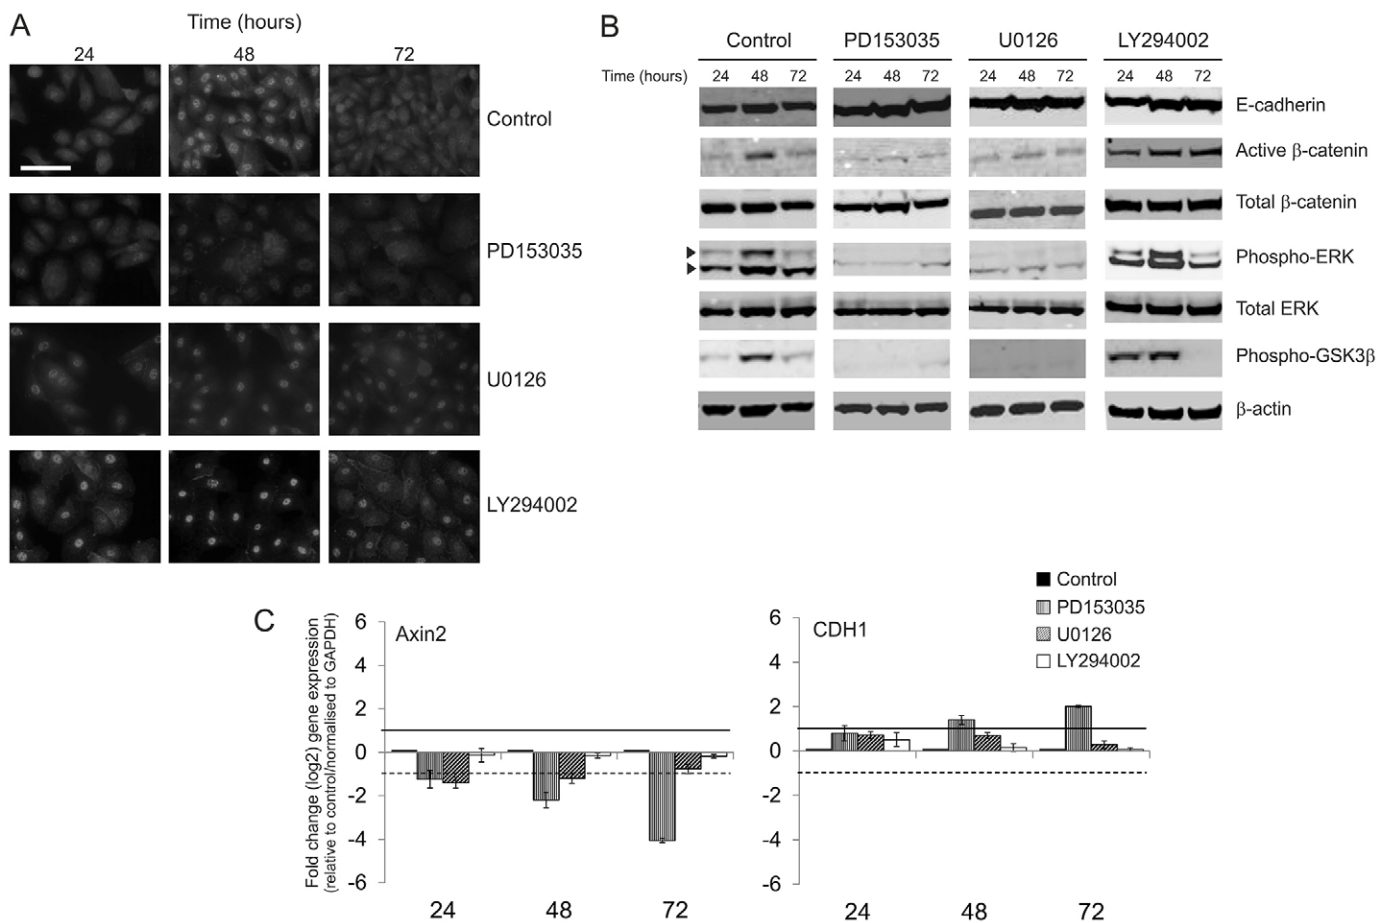 A
Time (hours)
24 48 72
Control
PD153035
U0126
LY294002
B
Control PD153035 U0126 LY294002
Time (hours) 24 48 72 24 48 72 24 48 72 24 48 72
E-cadherin
Active β-catenin
Total β-catenin
Phospho-ERK
Total ERK
Phospho-GSK3β
β-actin
C
Fold change (log2) gene expression
(relative to control/normalised to GAPDH)
Axin2
6
4
2
0
-2
-4
-6
24 48 72
CDH1
6
4
2
0
-2
-4
-6
24 48 72
Control
PD153035
U0126
LY294002